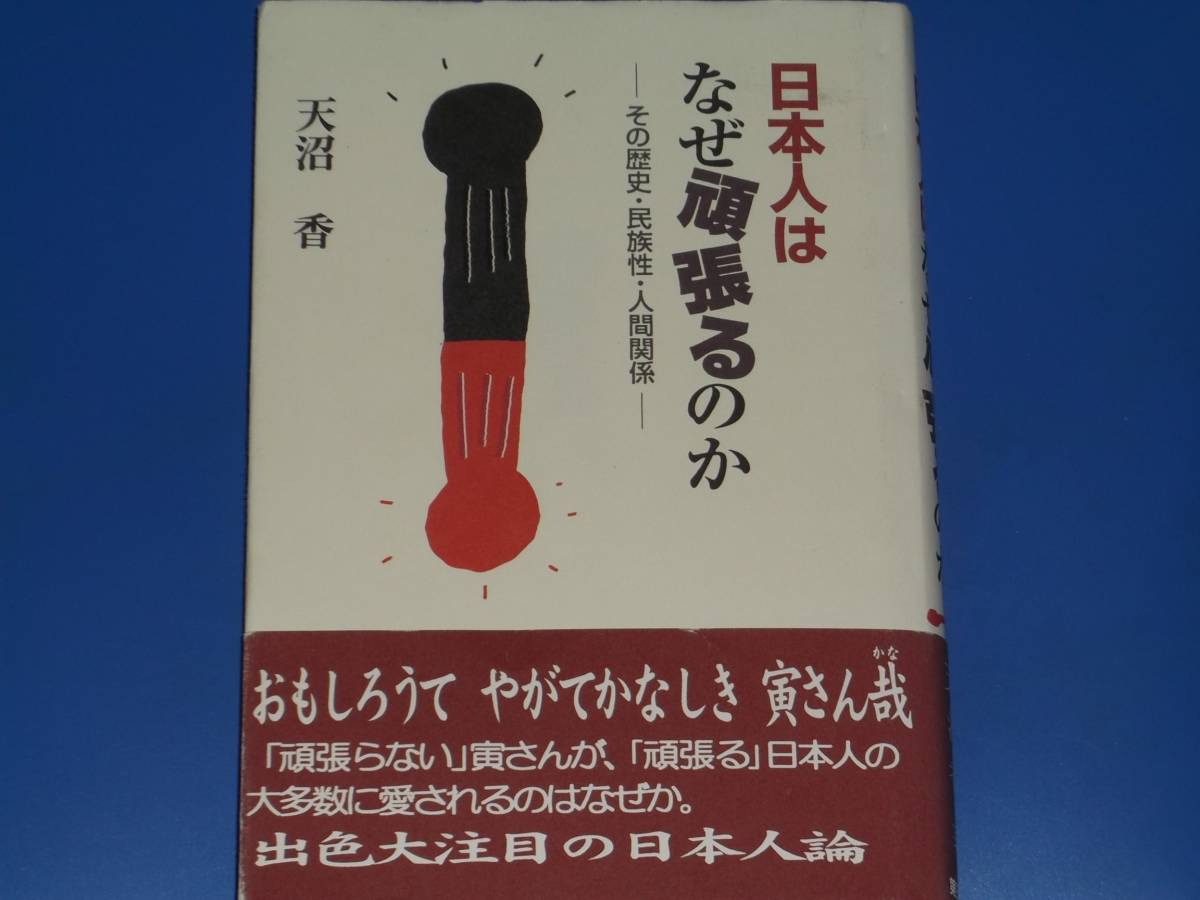 日本人は
なぜ頑張るのか
―その歴史・民族性・人間関係―
天沼 香
おもしろうて やがてかなしき 寅さん哉
かな
「頑張らない」寅さんが、「頑張る」日本人の
大多数に愛されるのはなぜか。
出色大注目の日本人論